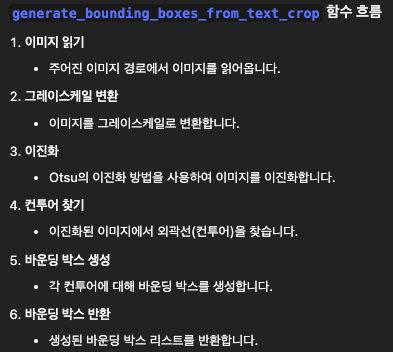 generate_bounding_boxes_from_text_crop 함수 흐름
1. 이미지 읽기
• 주어진 이미지 경로에서 이미지를 읽어옵니다.
2. 그레이스케일 변환
• 이미지를 그레이스케일로 변환합니다.
3. 이진화
• Otsu의 이진화 방법을 사용하여 이미지를 이진화합니다.
4. 컨투어 찾기
• 이진화된 이미지에서 외곽선(컨투어)을 찾습니다.
5. 바운딩 박스 생성
• 각 컨투어에 대해 바운딩 박스를 생성합니다.
6. 바운딩 박스 반환
• 생성된 바운딩 박스 리스트를 반환합니다.